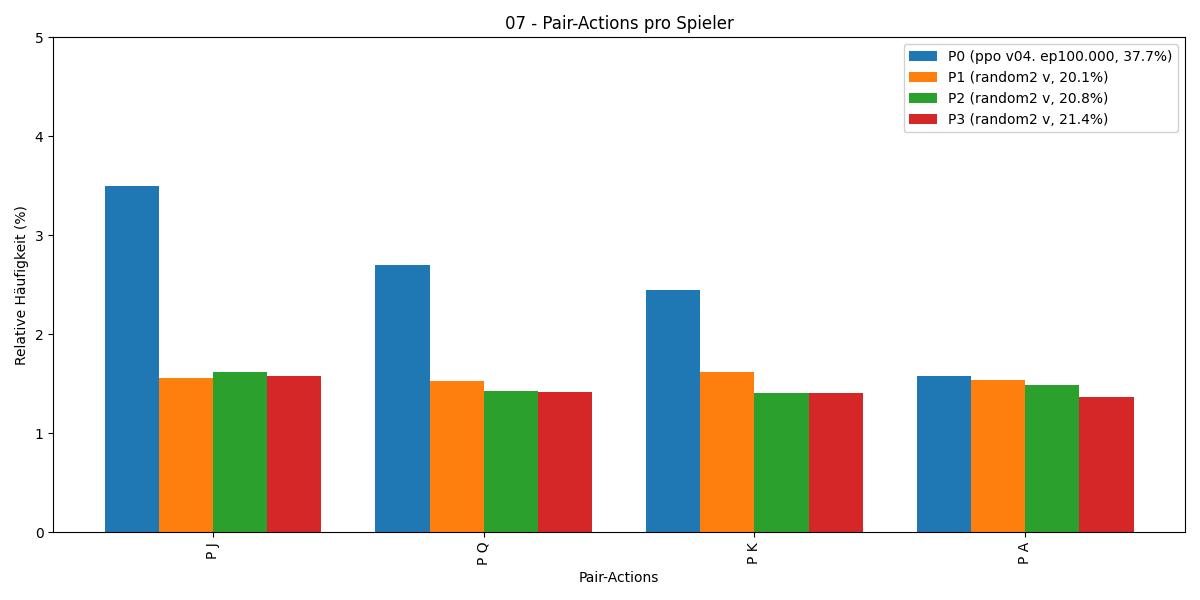 07 - Pair-Actions pro Spieler
Relative Häufigkeit (%)
5
4
3
2
1
0
P0 (ppo v04. ep100.000, 37.7%)
P1 (random2 v, 20.1%)
P2 (random2 v, 20.8%)
P3 (random2 v, 21.4%)
P J
P Q
P K
P A
Pair-Actions